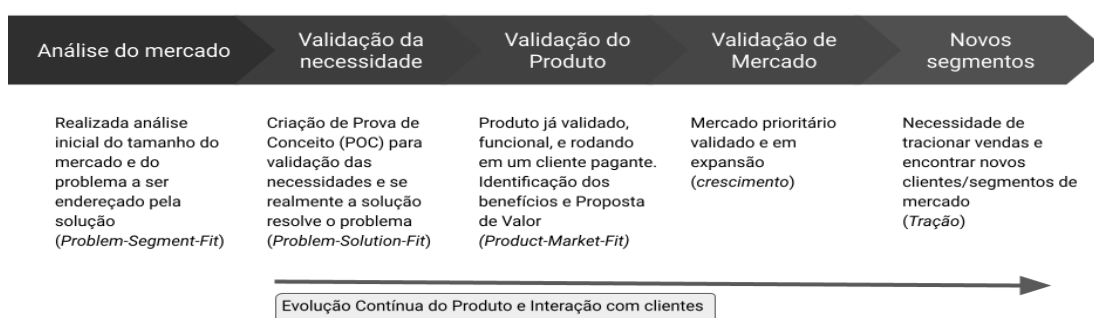 Análise do mercado
Validação da
necessidade
Validação do
Produto
Validação de
Mercado
Novos
segmentos
Realizada análise
inicial do tamanho do
mercado e do
problema a ser
endereçado pela
solução
(Problem-Segment-Fit)
Criação de Prova de
Conceito (POC) para
validação das
necessidades e se
realmente a solução
resolve o problema
(Problem-Solution-Fit)
Produto já validado,
funcional, e rodando
em um cliente pagante.
Identificação dos
benefícios e Proposta
de Valor
(Product-Market-Fit)
Mercado prioritário
validado e em
expansão
(crescimento)
Necessidade de
tracionar vendas e
encontrar novos
clientes/segmentos de
mercado
(Tração)
Evolução Contínua do Produto e Interação com clientes